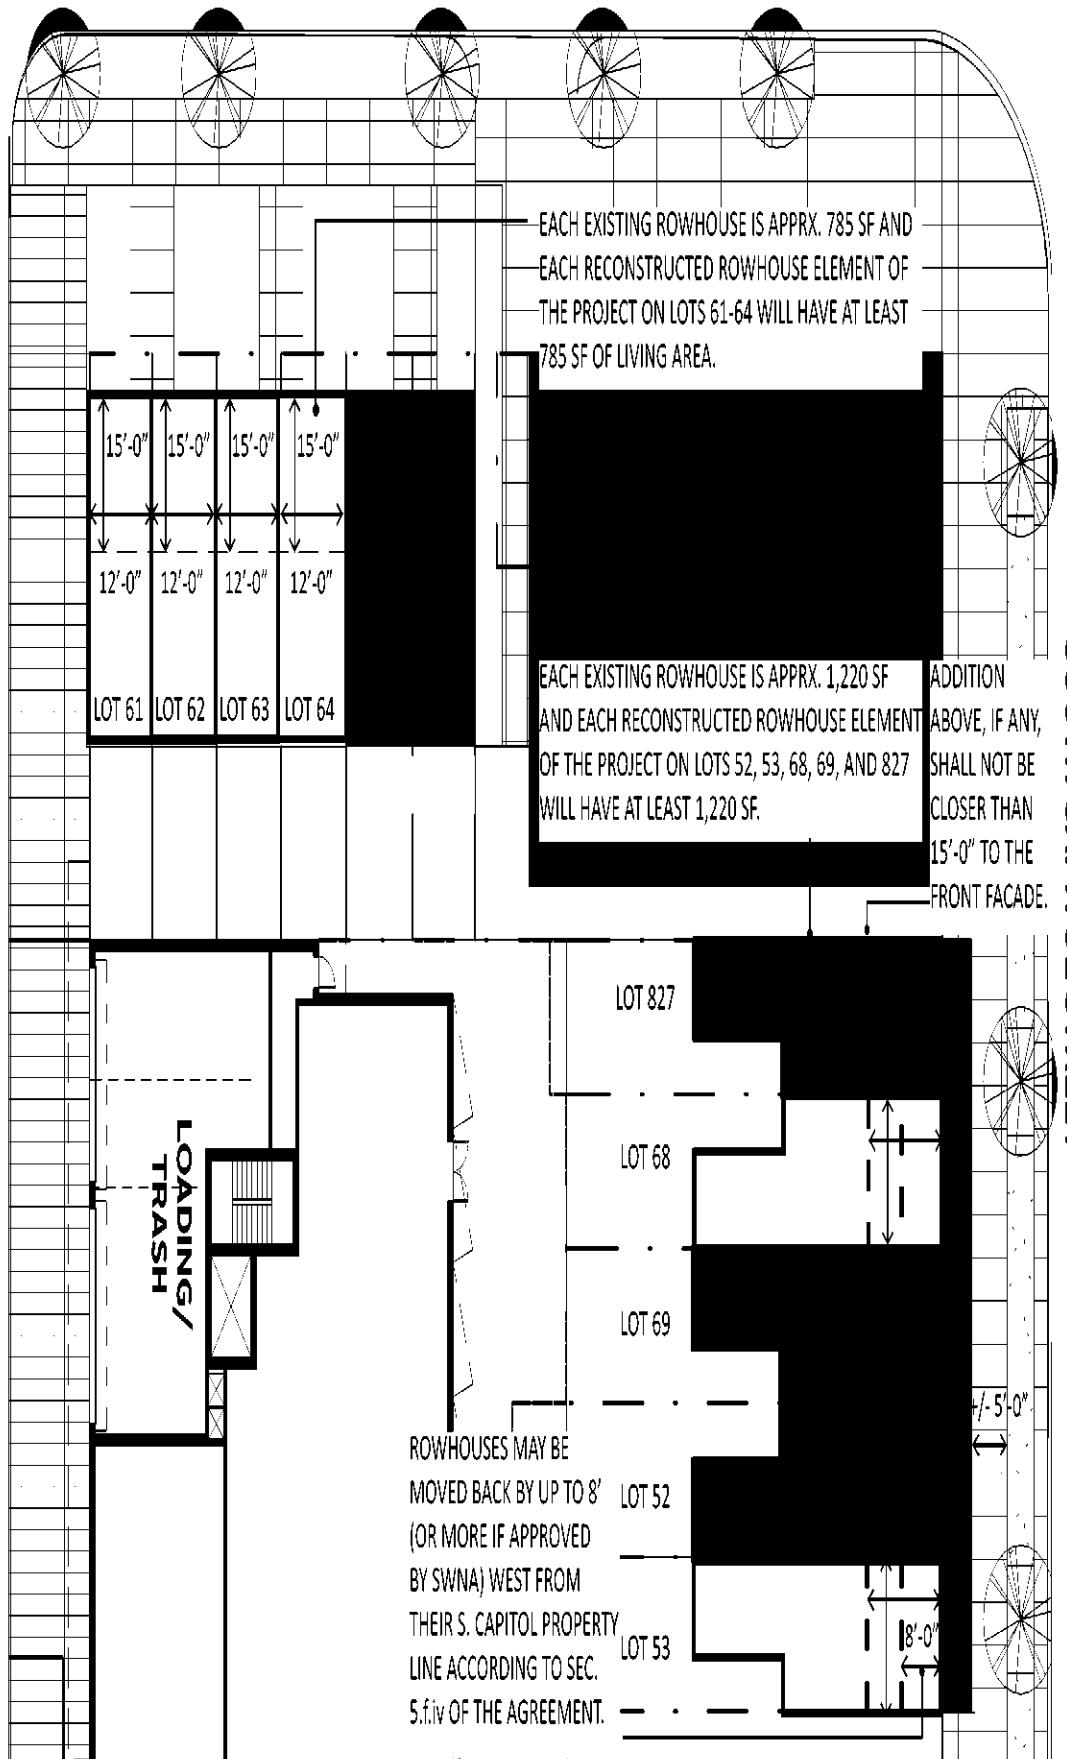 EACH EXISTING ROWHOUSE IS APPRX. 785 SF AND
EACH RECONSTRUCTED ROWHOUSE ELEMENT OF
THE PROJECT ON LOTS 61-64 WILL HAVE AT LEAST
785 SF OF LIVING AREA.
15'-0" 15'-0" 15'-0" 15'-0"
12'-0" 12'-0" 12'-0" 12'-0"
LOT 61 LOT 62 LOT 63 LOT 64
EACH EXISTING ROWHOUSE IS APPRX. 1,220 SF
AND EACH RECONSTRUCTED ROWHOUSE ELEMENT
OF THE PROJECT ON LOTS 52, 53, 68, 69, AND 827
WILL HAVE AT LEAST 1,220 SF.
ADDITION
ABOVE, IF ANY,
SHALL NOT BE
CLOSER THAN
15'-0" TO THE
FRONT FACADE.
LOT 827
LOT 68
LOADING/
TRASH
LOT 69
+/- 5'-0"
ROWHOUSES MAY BE
MOVED BACK BY UP TO 8'
(OR MORE IF APPROVED
BY SWNA) WEST FROM
THEIR S. CAPITOL PROPERTY
LINE ACCORDING TO SEC.
5.f.iv OF THE AGREEMENT.
LOT 52
LOT 53
8'-0"